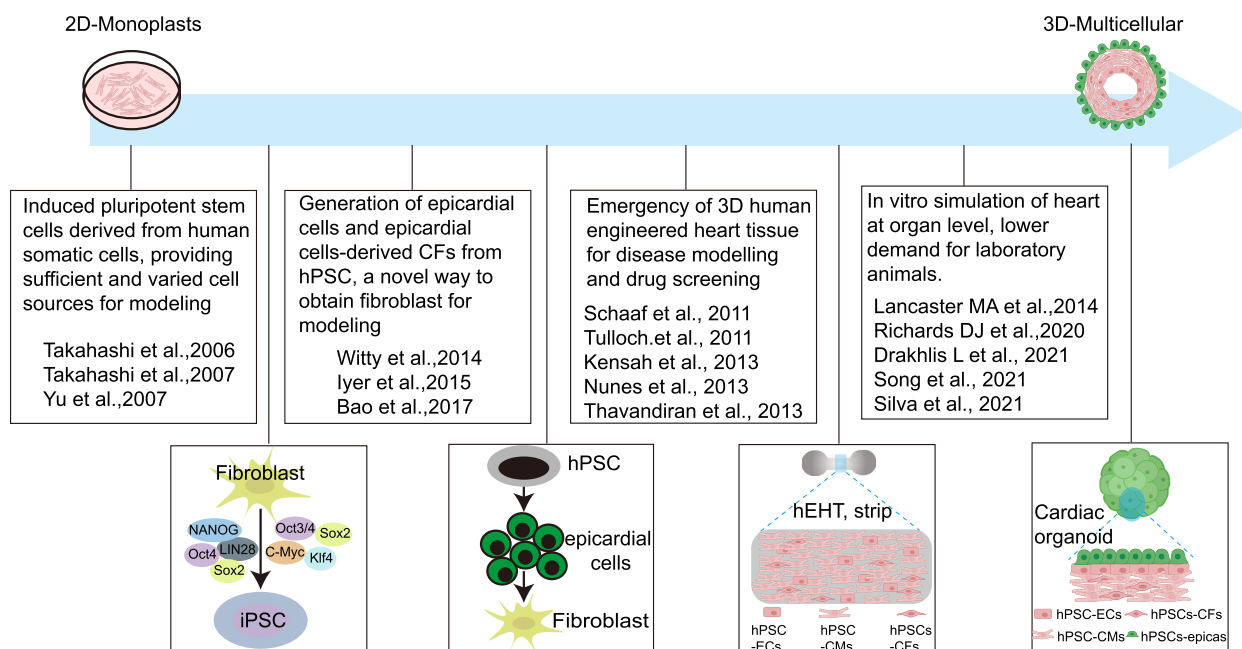 2D-Monoplasts
3D-Multicellular
Induced pluripotent stem
cells derived from human
somatic cells, providing
sufficient and varied cell
sources for modeling
Takahashi et al.,2006
Takahashi et al.,2007
Yu et al.,2007
Generation of epicardial
cells and epicardial
cells-derived CFs from
hPSC, a novel way to
obtain fibroblast for
modeling
Witty et al.,2014
Iyer et al.,2015
Bao et al.,2017
Emergency of 3D human
engineered heart tissue
for disease modelling
and drug screening
Schaaf et al., 2011
Tulloch.et al., 2011
Kensah et al., 2013
Nunes et al., 2013
Thavandiran et al., 2013
In vitro simulation of heart
at organ level, lower
demand for laboratory
animals.
Lancaster MA et al.,2014
Richards DJ et al.,2020
Drakhlis L et al., 2021
Song et al., 2021
Silva et al., 2021
Fibroblast
NANOG
Oct4
LIN28
Sox2
Oct3/4
Sox2
C-Myc
Klf4
iPSC
hPSC
epicardial
cells
Fibroblast
hEHT, strip
hPSC
-ECs
hPSC
-CMs
hPSCs
-CFs
Cardiac
organoid
hPSC-ECs
hPSCs-CFs
hPSC-CMs
hPSCs-epicas